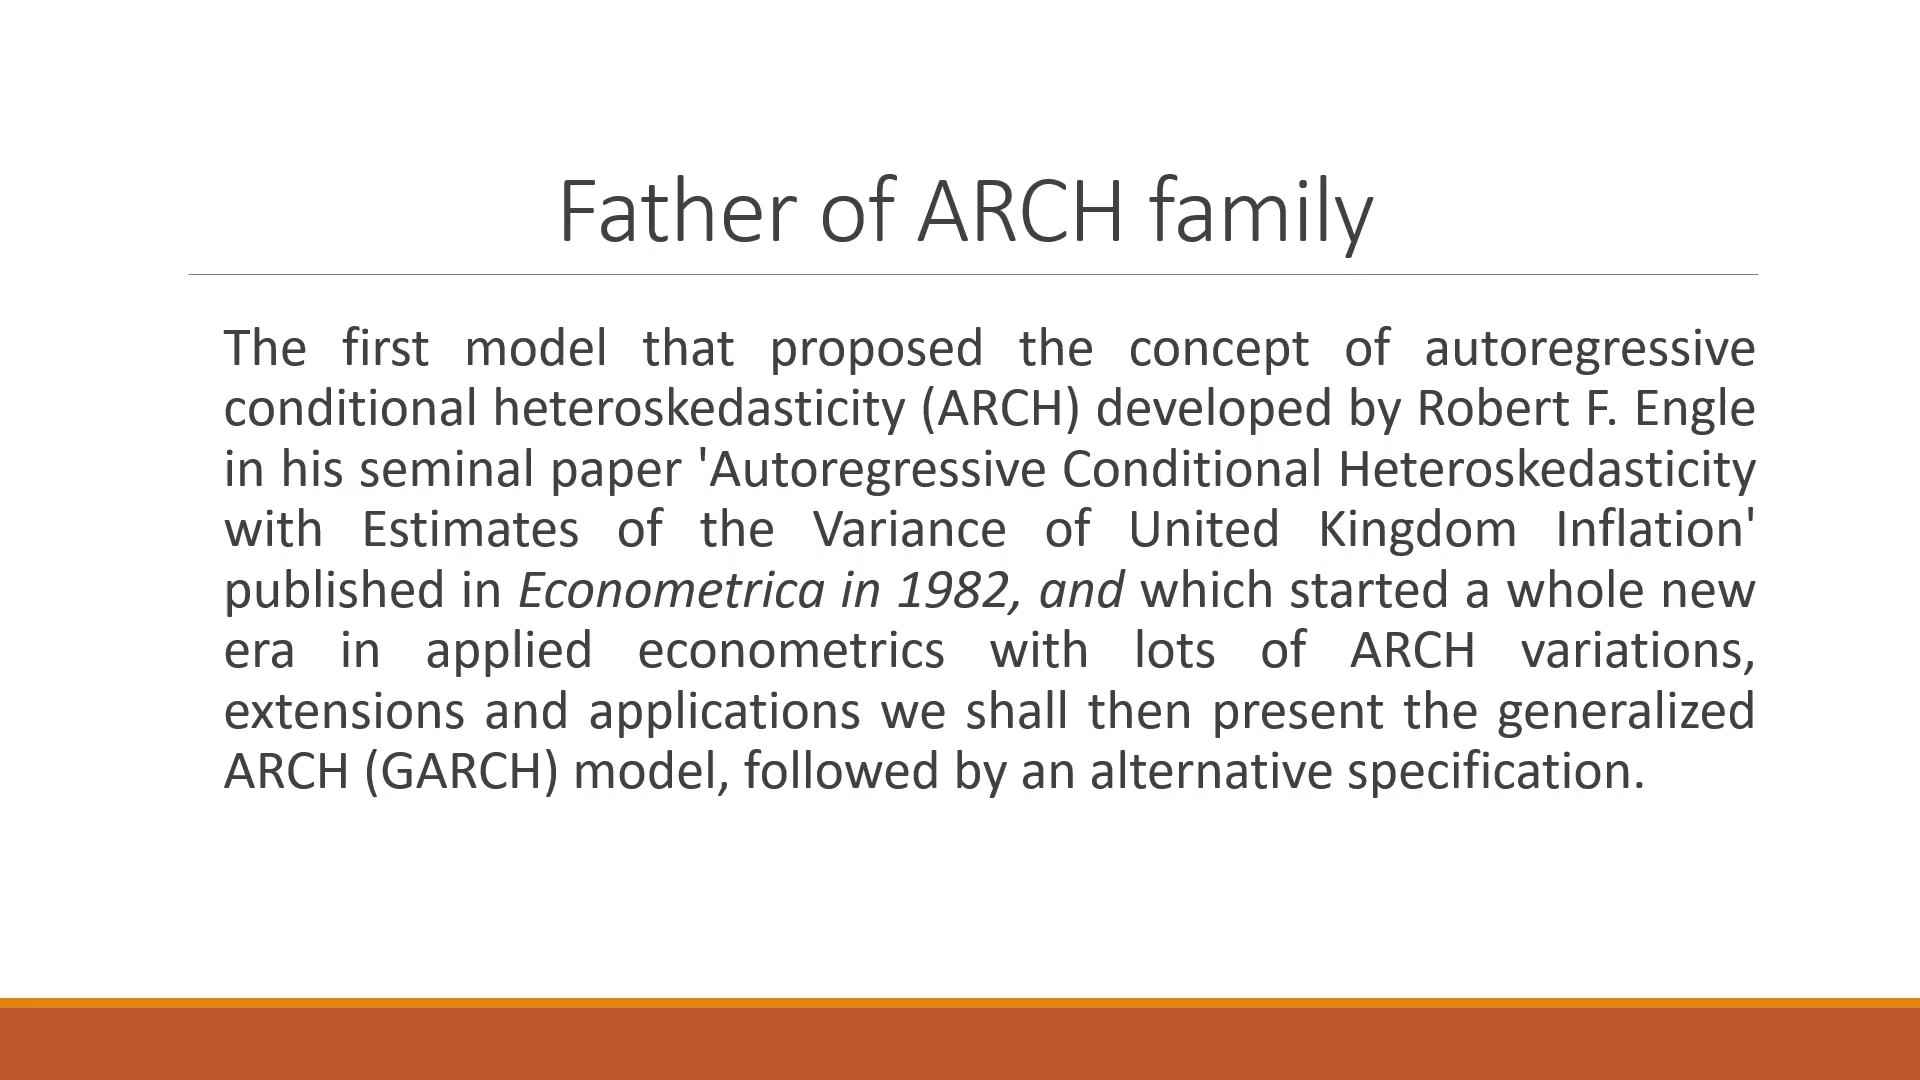 Father of ARCH family
The first model that proposed the concept of autoregressive
conditional heteroskedasticity (ARCH) developed by Robert F. Engle
in his seminal paper 'Autoregressive Conditional Heteroskedasticity
with Estimates of the Variance of United Kingdom Inflation'
published in Econometrica in 1982, and which started a whole new
era in applied econometrics with lots of ARCH variations,
extensions and applications we shall then present the generalized
ARCH (GARCH) model, followed by an alternative specification.